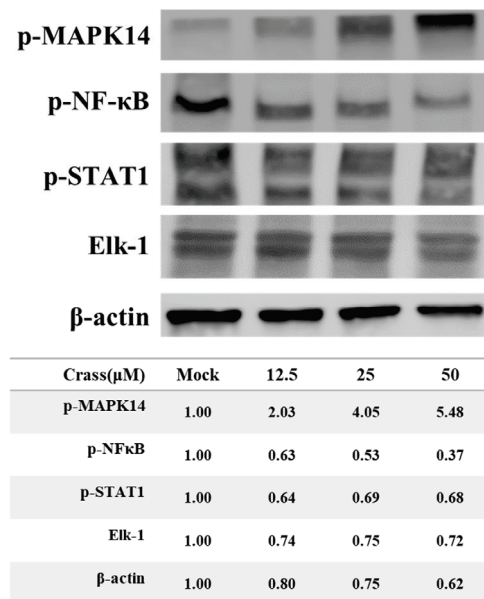 p-MAPK14
p-NF-κB
p-STAT1
Elk-1
β-actin
Crass(μM) Mock 12.5 25 50
p-MAPK14 1.00 2.03 4.05 5.48
p-NFκB 1.00 0.63 0.53 0.37
p-STAT1 1.00 0.64 0.69 0.68
Elk-1 1.00 0.74 0.75 0.72
β-actin 1.00 0.80 0.75 0.62